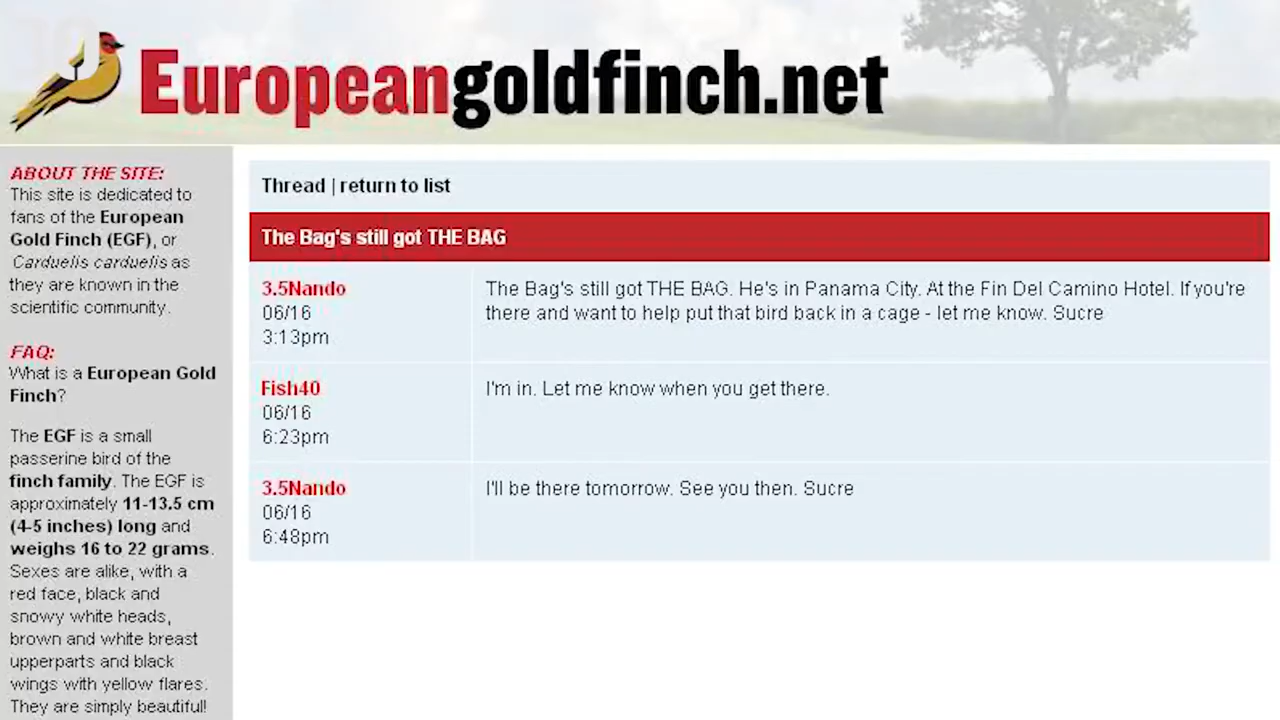 Europeangoldfinch.net
ABOUT THE SITE:
This site is dedicated to
fans of the European
Gold Finch (EGF), or
Carduelis carduelis as
they are known in the
scientific community.
FAQ:
What is a European Gold
Finch?
The EGF is a small
passerine bird of the
finch family. The EGF is
approximately 11-13.5 cm
(4-5 inches) long and
weighs 16 to 22 grams.
Sexes are alike, with a
red face, black and
snowy white heads,
brown and white breast
upperparts and black
wings with yellow flares.
They are simply beautiful!
Thread | return to list
The Bag's still got THE BAG
3.5Nando
06/16
3:13pm
The Bag's still got THE BAG. He's in Panama City. At the Fin Del Camino Hotel. If you're
there and want to help put that bird back in a cage - let me know. Sucre
Fish40
06/16
6:23pm
I'm in. Let me know when you get there.
3.5Nando
06/16
6:48pm
I'll be there tomorrow. See you then. Sucre